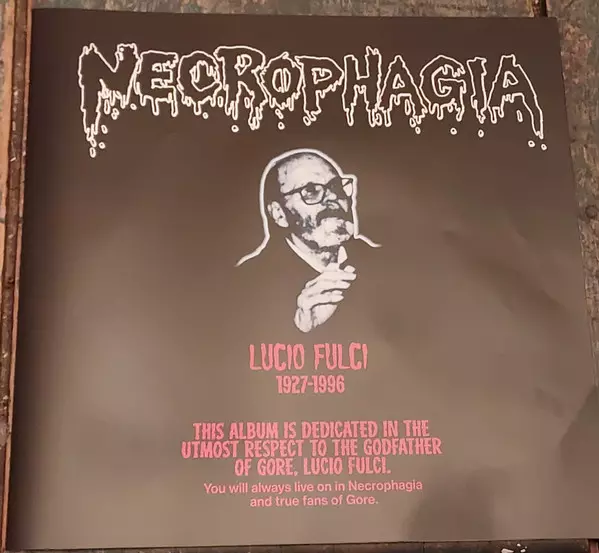 NECROPHAGIA
LUCIO FULCI
1927-1996
THIS ALBUM IS DEDICATED IN THE
UTMOST RESPECT TO THE GODFATHER
OF GORE, LUCIO FULCI.
You will always live on in Necrophagia
and true fans of Gore.